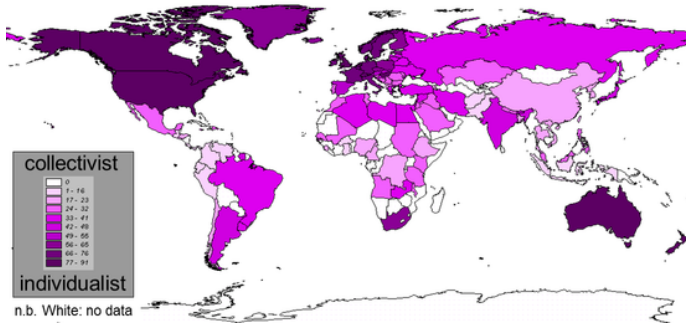 collectivist
0
1 - 16
17 - 23
24 - 32
33 - 41
42 - 48
49 - 55
56 - 65
66 - 76
77 - 91
individualist
n.b. White: no data